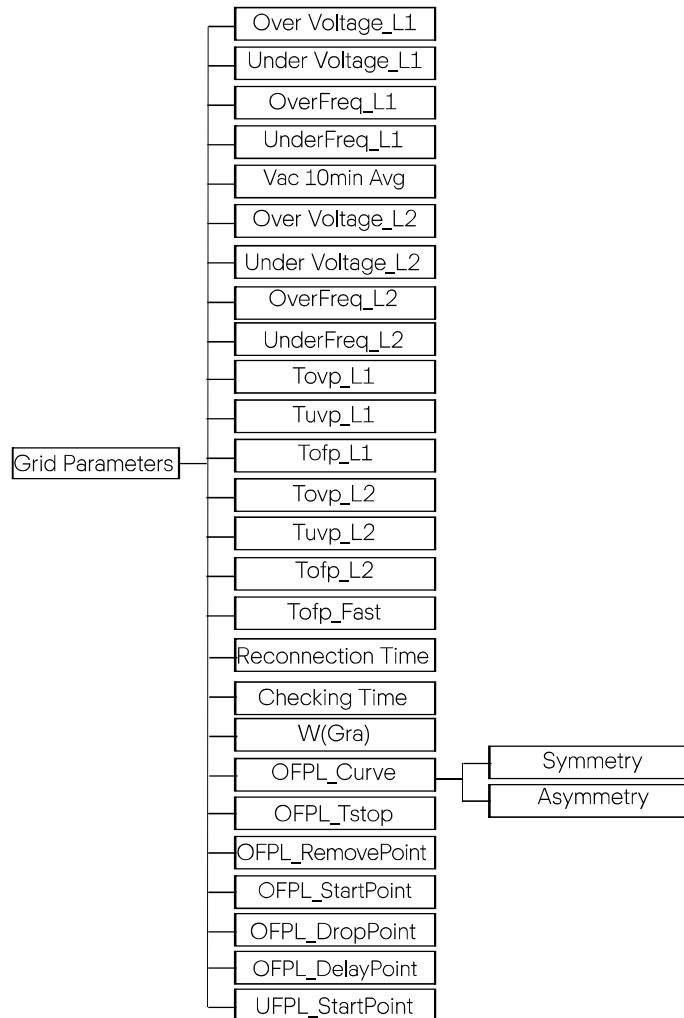 Over Voltage_L1
Under Voltage_L1
OverFreq_L1
UnderFreq_L1
Vac 10min Avg
Over Voltage_L2
Under Voltage_L2
OverFreq_L2
UnderFreq_L2
Tovp_L1
Tuvp_L1
Grid Parameters
Tofp_L1
Tovp_L2
Tuvp_L2
Tofp_L2
Tofp_Fast
Reconnection Time
Checking Time
W(Gra)
OFPL_Curve
Symmetry
Asymmetry
OFPL_Tstop
OFPL_RemovePoint
OFPL_StartPoint
OFPL_DropPoint
OFPL_DelayPoint
UFPL_StartPoint